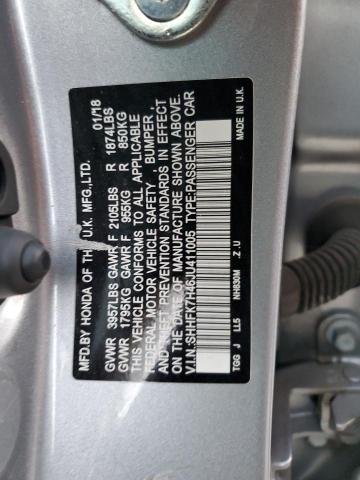 MFD.BY HONDA OF THE U.K. MFG.,LTD. 01/18
GVWR 3957LBS GAWR F 2105LBS R 1874LBS
GVWR 1795KG GAWR F 955KG R 850KG
THIS VEHICLE CONFORMS TO ALL APPLICABLE
FEDERAL MOTOR VEHICLE SAFETY, BUMPER,
AND THEFT PREVENTION STANDARDS IN EFFECT
ON THE DATE OF MANUFACTURE SHOWN ABOVE.
V.I.N.:SHHFK7H46JU411005 TYPE:PASSENGER CAR
TGG J LL5 NH830M .Z.U MADE IN U.K.